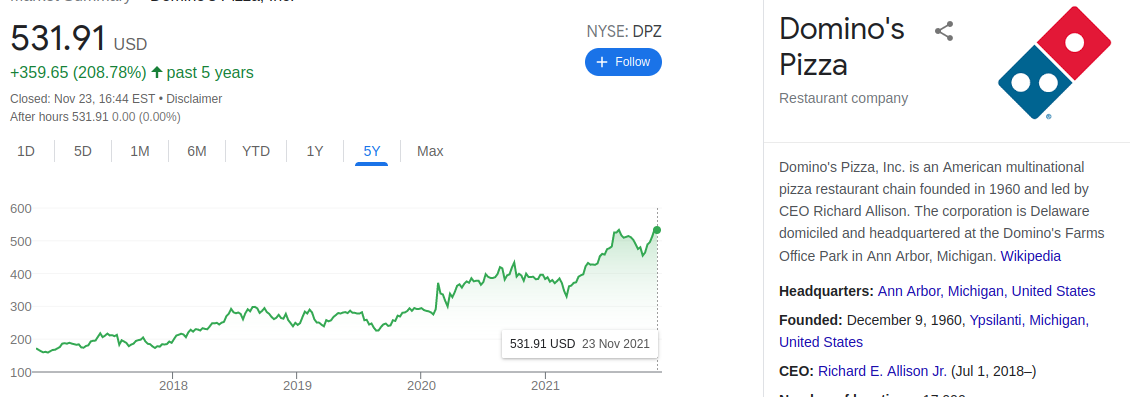 Market Summary > Domino's Pizza, Inc.
531.91 USD
+359.65 (208.78%) ↑ past 5 years
Closed: Nov 23, 16:44 EST • Disclaimer
After hours 531.91 0.00 (0.00%)
NYSE: DPZ
+ Follow
1D 5D 1M 6M YTD 1Y 5Y Max
600
500
400
300
200
100
531.91 USD 23 Nov 2021
2018 2019 2020 2021
Domino's
Pizza
Restaurant company
®
Domino's Pizza, Inc. is an American multinational
pizza restaurant chain founded in 1960 and led by
CEO Richard Allison. The corporation is Delaware
domiciled and headquartered at the Domino's Farms
Office Park in Ann Arbor, Michigan. Wikipedia
Headquarters: Ann Arbor, Michigan, United States
Founded: December 9, 1960, Ypsilanti, Michigan,
United States
CEO: Richard E. Allison Jr. (Jul 1, 2018–)